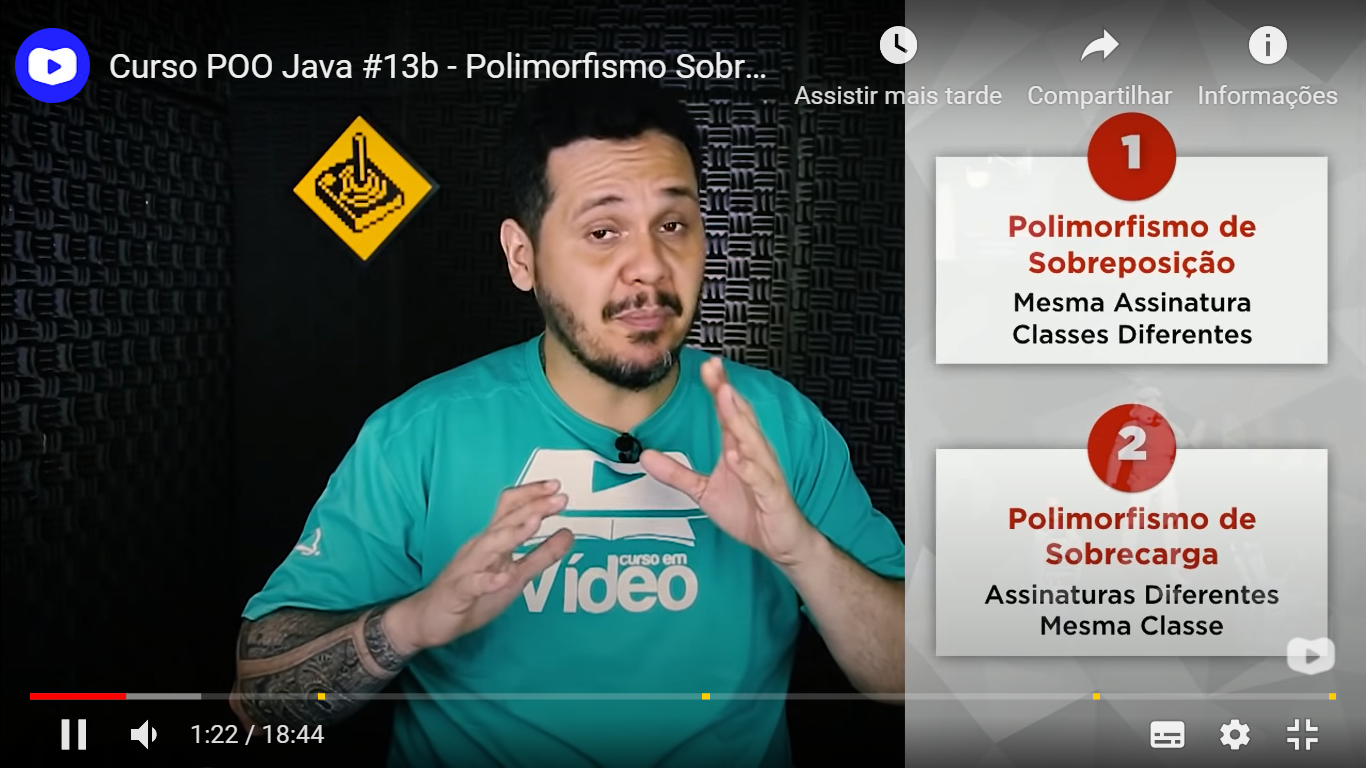 Curso POO Java #13b - Polimorfismo Sobr...
Assistir mais tarde
Compartilhar
Informações
1
Polimorfismo de
Sobreposição
Mesma Assinatura
Classes Diferentes
2
Polimorfismo de
Sobrecarga
Assinaturas Diferentes
Mesma Classe
curso em
Vídeo
1:22 / 18:44